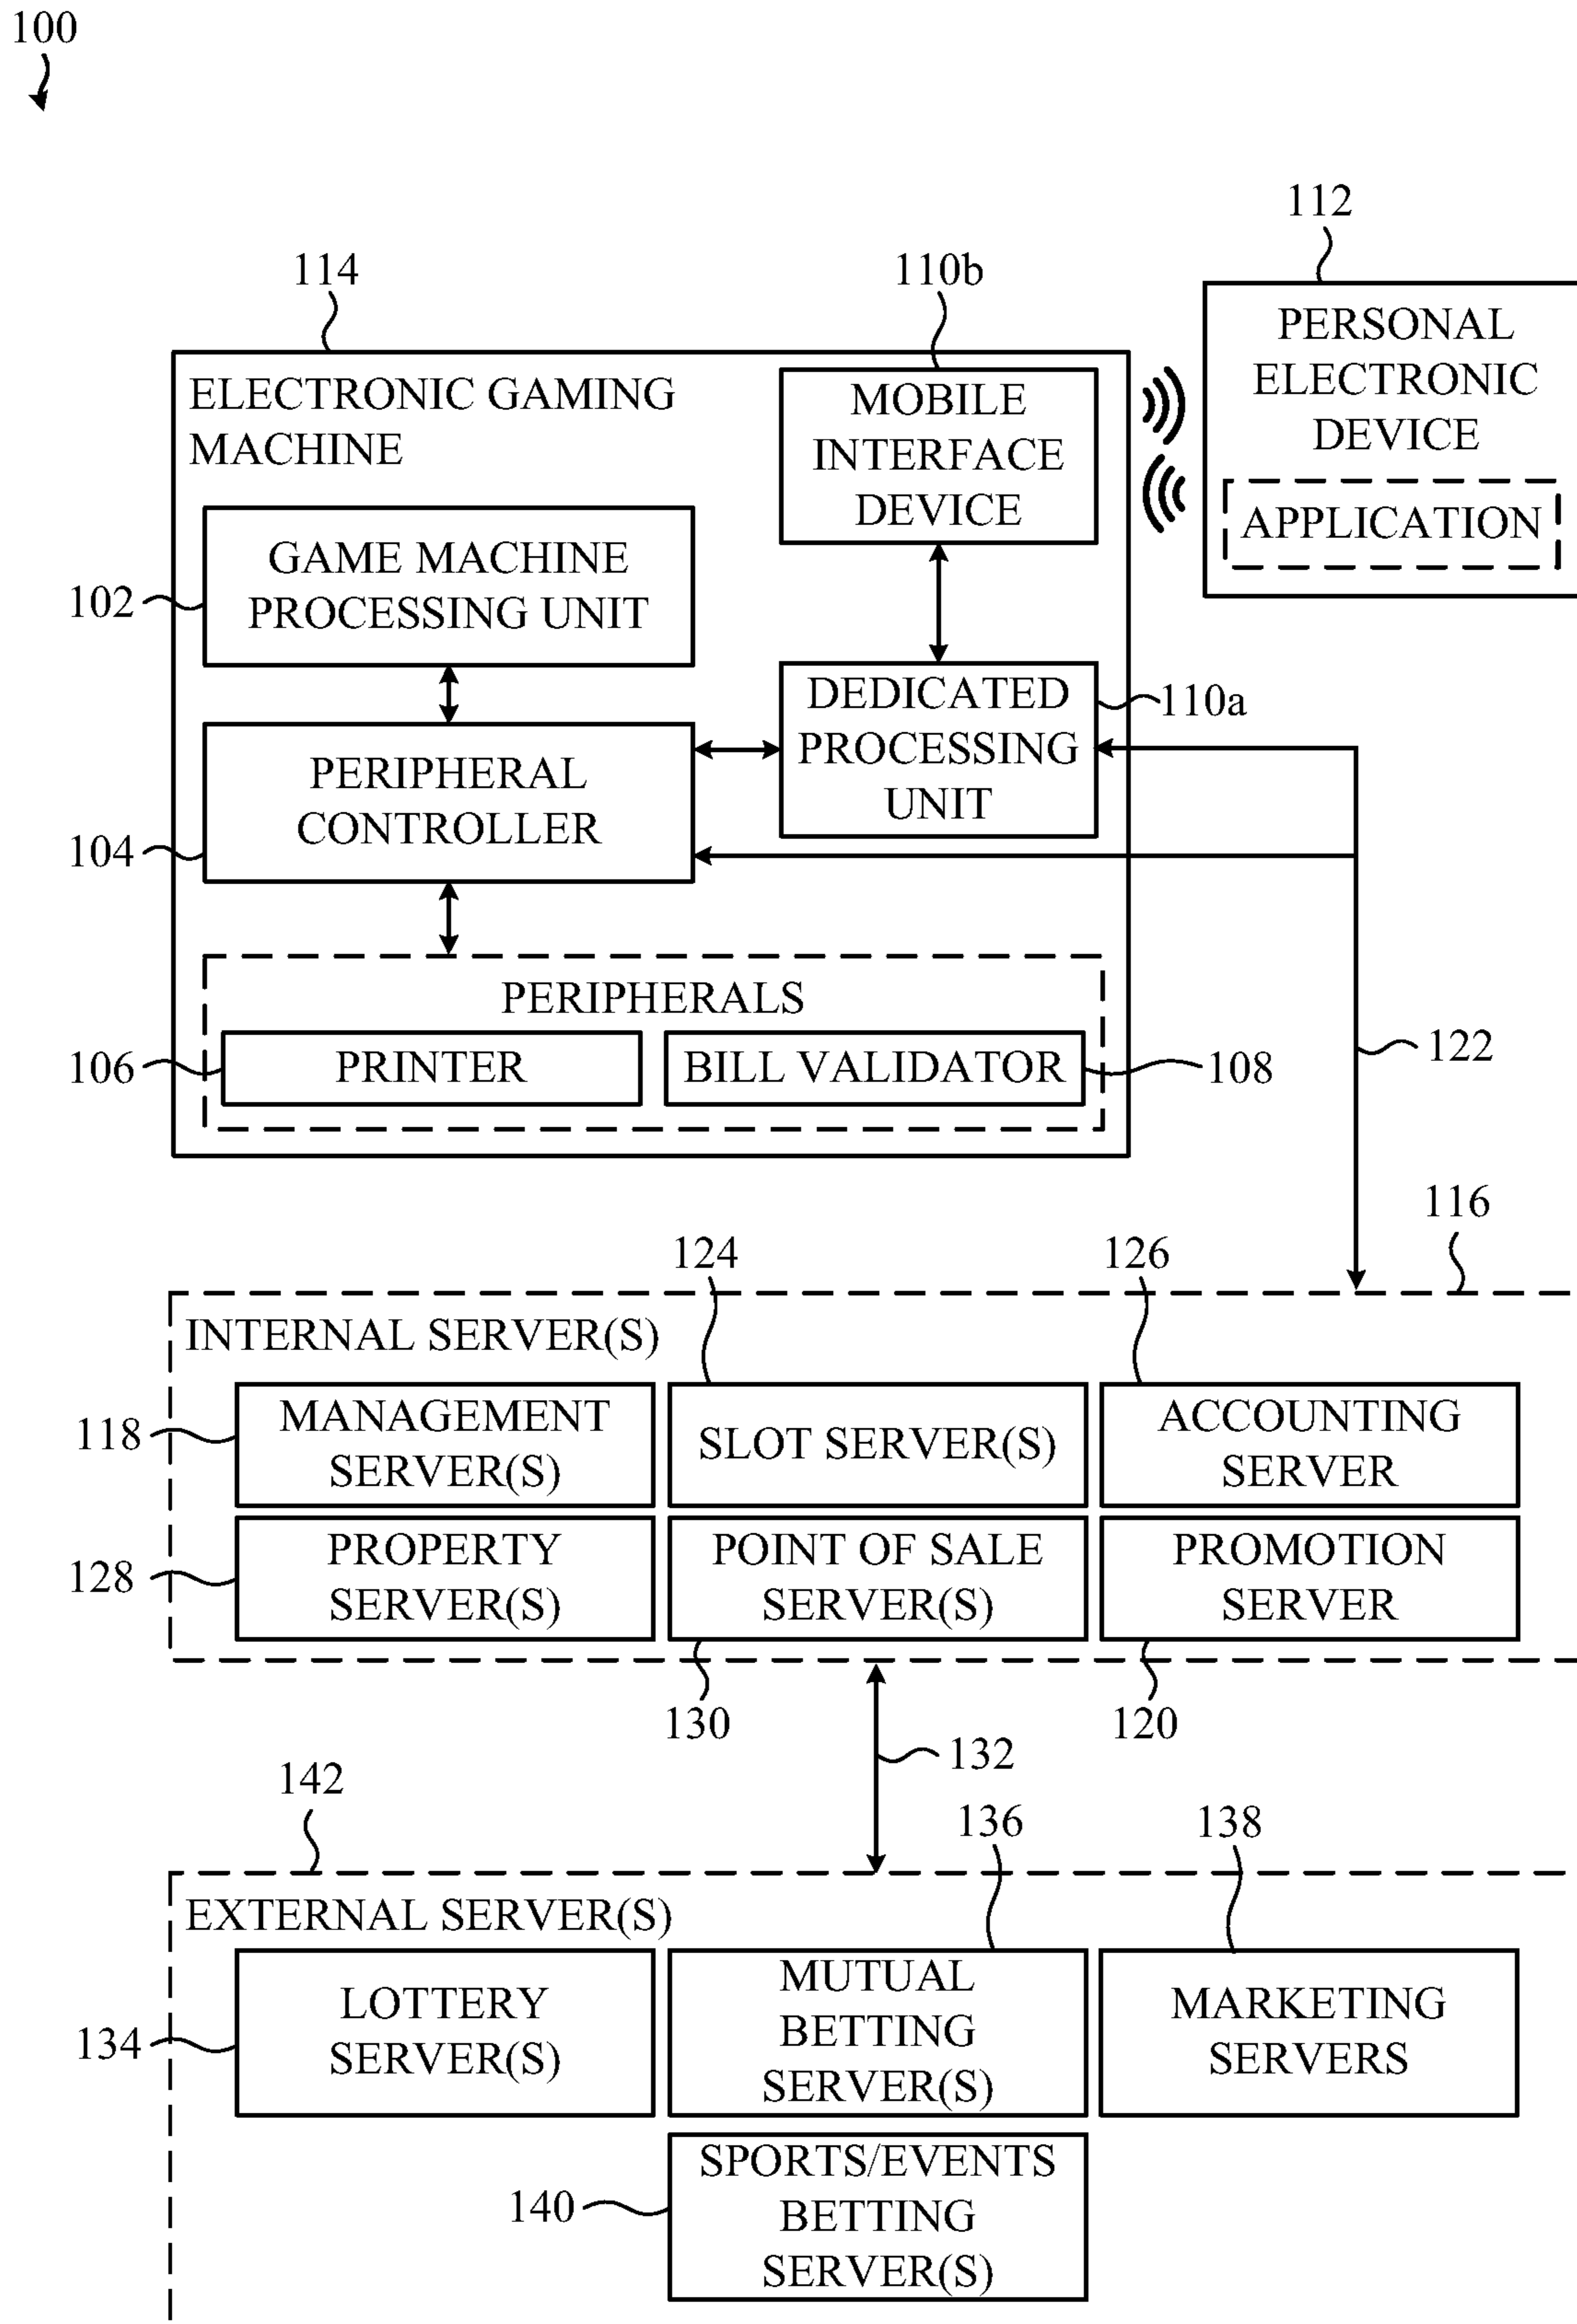 100
112
114
110b
PERSONAL
ELECTRONIC
DEVICE
APPLICATION
ELECTRONIC GAMING
MACHINE
MOBILE
INTERFACE
DEVICE
GAME MACHINE
PROCESSING UNIT
102
DEDICATED
PROCESSING
UNIT
110a
PERIPHERAL
CONTROLLER
104
PERIPHERALS
106
PRINTER
BILL VALIDATOR
108
122
116
124
126
INTERNAL SERVER(S)
118
MANAGEMENT
SERVER(S)
SLOT SERVER(S)
ACCOUNTING
SERVER
128
PROPERTY
SERVER(S)
POINT OF SALE
SERVER(S)
PROMOTION
SERVER
130
120
132
142
136
138
EXTERNAL SERVER(S)
134
LOTTERY
SERVER(S)
MUTUAL
BETTING
SERVER(S)
MARKETING
SERVERS
140
SPORTS/EVENTS
BETTING
SERVER(S)